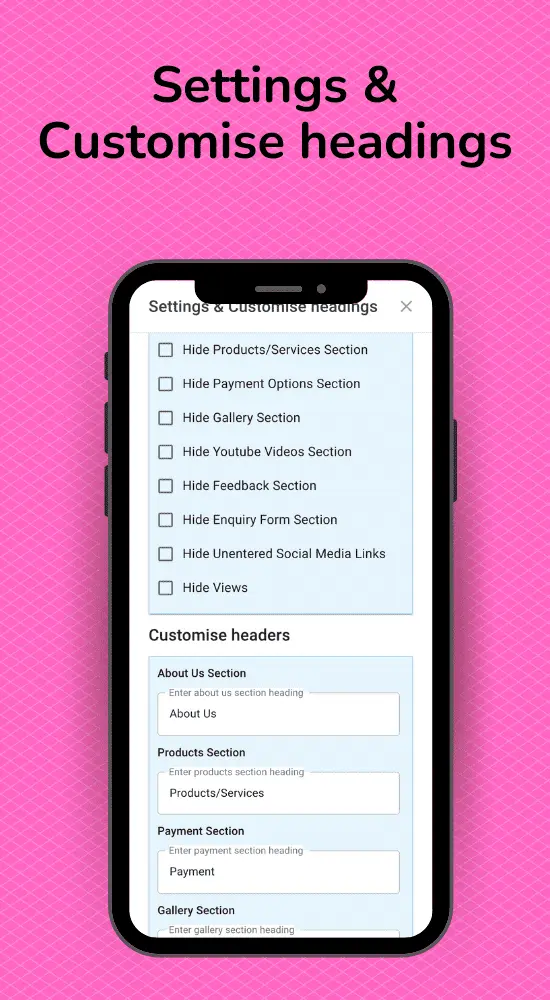 Settings &
Customise headings
Settings & Customise headings
Hide Products/Services Section
Hide Payment Options Section
Hide Gallery Section
Hide Youtube Videos Section
Hide Feedback Section
Hide Enquiry Form Section
Hide Unentered Social Media Links
Hide Views
Customise headers
About Us Section
Enter about us section heading
About Us
Products Section
Enter products section heading
Products/Services
Payment Section
Enter payment section heading
Payment
Gallery Section
Enter gallery section heading